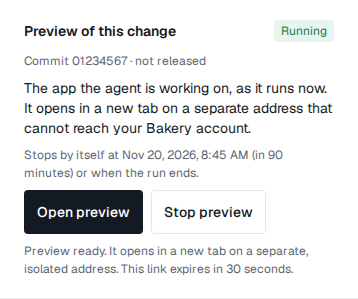 Preview of this change
Running
Commit 01234567 · not released
The app the agent is working on, as it runs now.
It opens in a new tab on a separate address that
cannot reach your Bakery account.
Stops by itself at Nov 20, 2026, 8:45 AM (in 90
minutes) or when the run ends.
Open preview
Stop preview
Preview ready. It opens in a new tab on a separate,
isolated address. This link expires in 30 seconds.